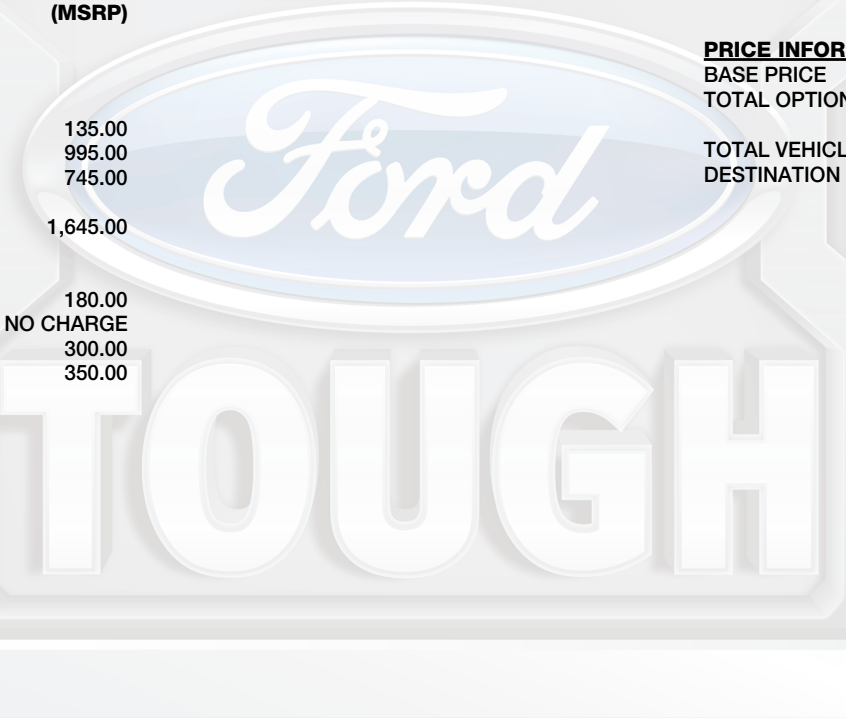 (MSRP)
135.00
995.00
745.00
1,645.00
180.00
NO CHARGE
300.00
350.00
PRICE INFOR
BASE PRICE
TOTAL OPTION
TOTAL VEHICL
DESTINATION
Ford
TOUGH